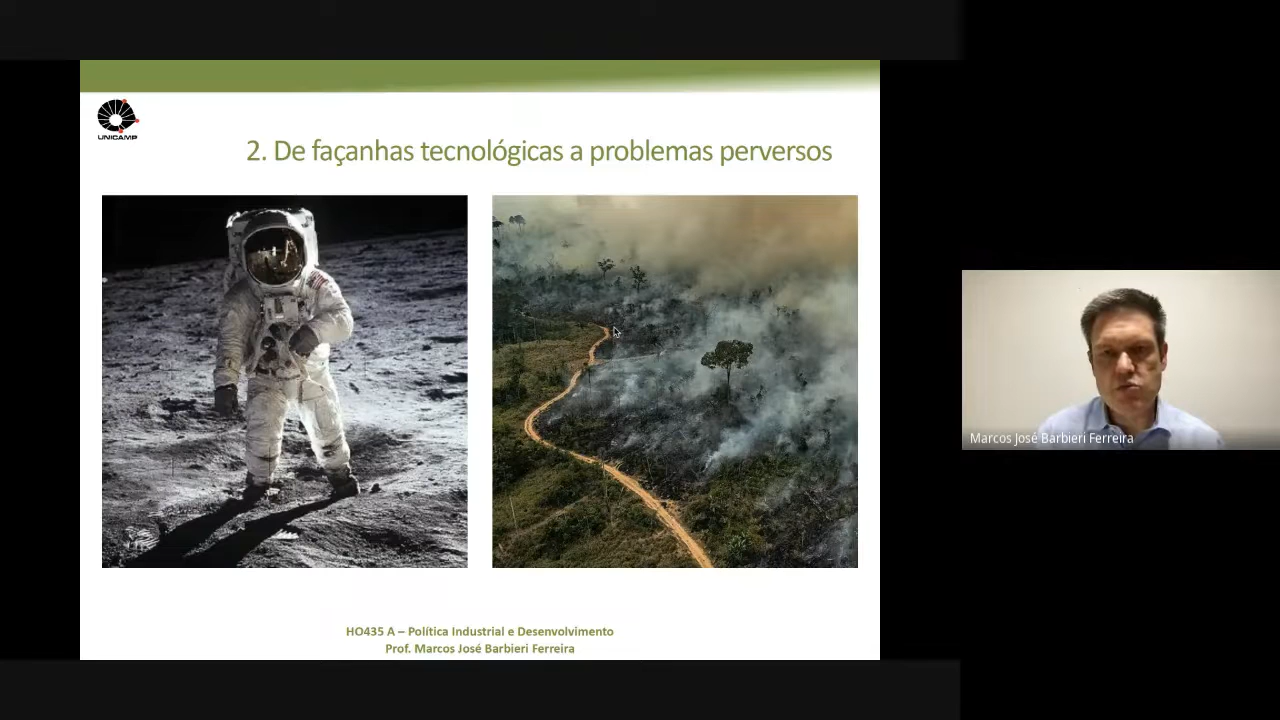 UNICAMP
2. De façanhas tecnológicas a problemas perversos
Marcos José Barbieri Ferreira
HO435 A – Política Industrial e Desenvolvimento
Prof. Marcos José Barbieri Ferreira